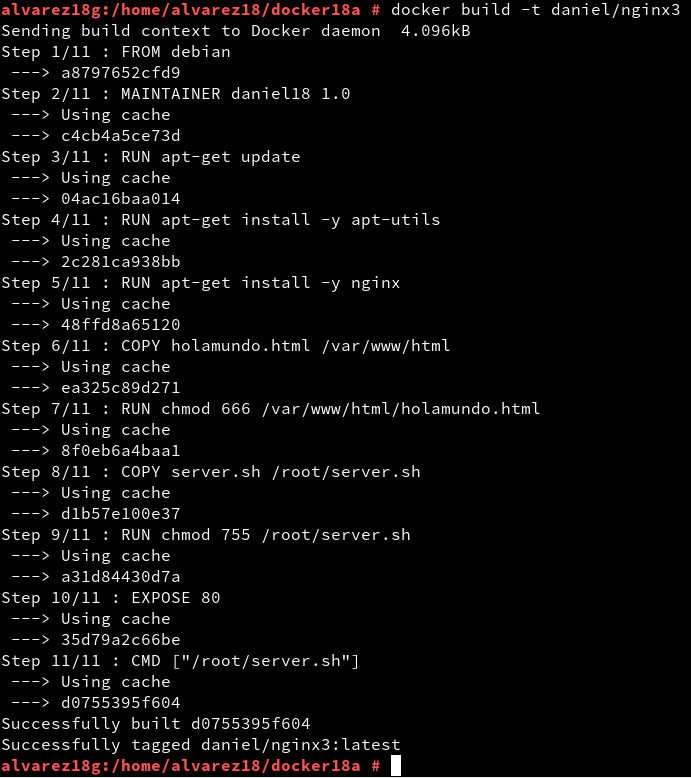 alvarez18g:/home/alvarez18/docker18a # docker build -t daniel/nginx3
Sending build context to Docker daemon  4.096kB
Step 1/11 : FROM debian
 ---> a8797652cfd9
Step 2/11 : MAINTAINER daniel18 1.0
 ---> Using cache
 ---> c4cb4a5ce73d
Step 3/11 : RUN apt-get update
 ---> Using cache
 ---> 04ac16baa014
Step 4/11 : RUN apt-get install -y apt-utils
 ---> Using cache
 ---> 2c281ca938bb
Step 5/11 : RUN apt-get install -y nginx
 ---> Using cache
 ---> 48ffd8a65120
Step 6/11 : COPY holamundo.html /var/www/html
 ---> Using cache
 ---> ea325c89d271
Step 7/11 : RUN chmod 666 /var/www/html/holamundo.html
 ---> Using cache
 ---> 8f0eb6a4baa1
Step 8/11 : COPY server.sh /root/server.sh
 ---> Using cache
 ---> d1b57e100e37
Step 9/11 : RUN chmod 755 /root/server.sh
 ---> Using cache
 ---> a31d84430d7a
Step 10/11 : EXPOSE 80
 ---> Using cache
 ---> 35d79a2c66be
Step 11/11 : CMD ["/root/server.sh"]
 ---> Using cache
 ---> d0755395f604
Successfully built d0755395f604
Successfully tagged daniel/nginx3:latest
alvarez18g:/home/alvarez18/docker18a #